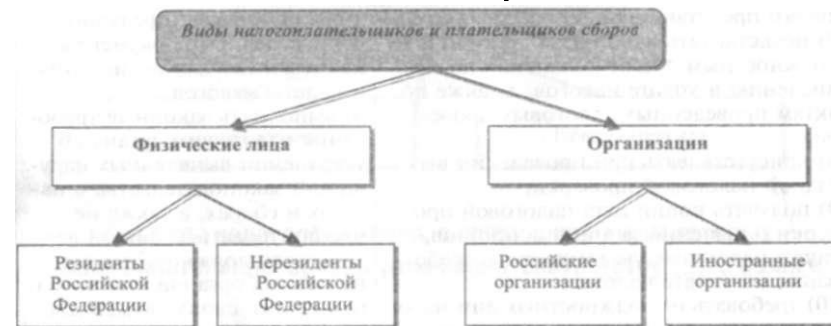 Виды налогоплательщиков и плательщиков сборов
Физические лица
Организации
Резиденты
Российской
Федерации
Нерезиденты
Российской
Федерации
Российские
организации
Иностранные
организации